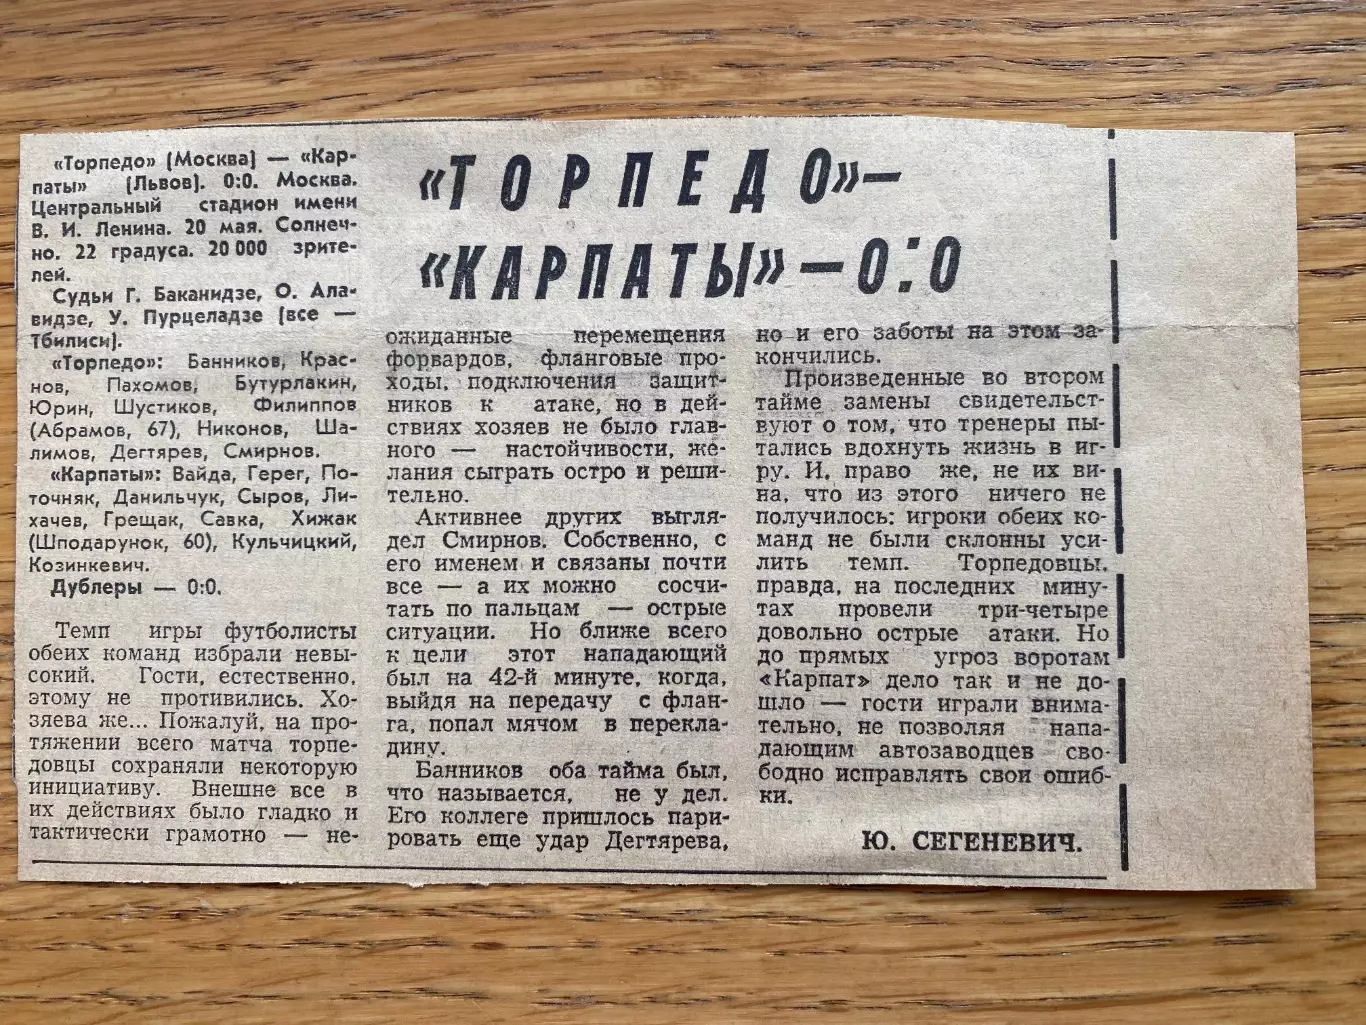 «ТОРПЕДО»—
«КАРПАТЫ»—0:0
«Торпедо» (Москва) — «Кар-
паты» (Львов). 0:0. Москва.
Центральный стадион имени
В. И. Ленина. 20 мая. Солнеч-
но. 22 градуса. 20 000 зрите-
лей.
Судьи Г. Баканидзе, О. Ала-
видзе, У. Пурцеладзе (все —
Тбилиси).
«Торпедо»: Банников, Крас-
нов, Пахомов, Бутурлакин,
Юрин, Шустиков, Филиппов
(Абрамов, 67), Никонов, Ша-
лимов, Дегтярев, Смирнов.
«Карпаты»: Вайда, Герег, По-
точняк, Данильчук, Сыров, Ли-
хачев, Грещак, Савка, Хижак
(Шподарунок, 60), Кульчицкий,
Козинкевич.
Дублеры — 0:0.
Темп игры футболисты
обеих команд избрали невы-
сокий. Гости, естественно,
этому не противились. Хо-
зяева же... Пожалуй, на про-
тяжении всего матча торпе-
довцы сохраняли некоторую
инициативу. Внешне все в
их действиях было гладко и
тактически грамотно — не-
ожиданные перемещения
форвардов, фланговые про-
ходы, подключения защит-
ников к атаке, но в дей-
ствиях хозяев не было глав-
ного — настойчивости, же-
лания сыграть остро и реши-
тельно.
Активнее других выгля-
дел Смирнов. Собственно, с
его именем и связаны почти
все — а их можно сосчи-
тать по пальцам — острые
ситуации. Но ближе всего
к цели этот нападающий
был на 42-й минуте, когда,
выйдя на передачу с флан-
га, попал мячом в перекла-
дину.
Банников оба тайма был,
что называется, не у дел.
Его коллеге пришлось пари-
ровать еще удар Дегтярева,
но и его заботы на этом за-
кончились.
Произведенные во втором
тайме замены свидетельст-
вуют о том, что тренеры пы-
тались вдохнуть жизнь в иг-
ру. И, право же, не их ви-
на, что из этого ничего не
получилось: игроки обеих ко-
манд не были склонны уси-
лить темп. Торпедовцы,
правда, на последних мину-
тах провели три-четыре
довольно острые атаки. Но
до прямых угроз воротам
«Карпат» дело так и не до-
шло — гости играли внима-
тельно, не позволяя напа-
дающим автозаводцев сво-
бодно исправлять свои ошиб-
ки.
Ю. СЕГЕНЕВИЧ.